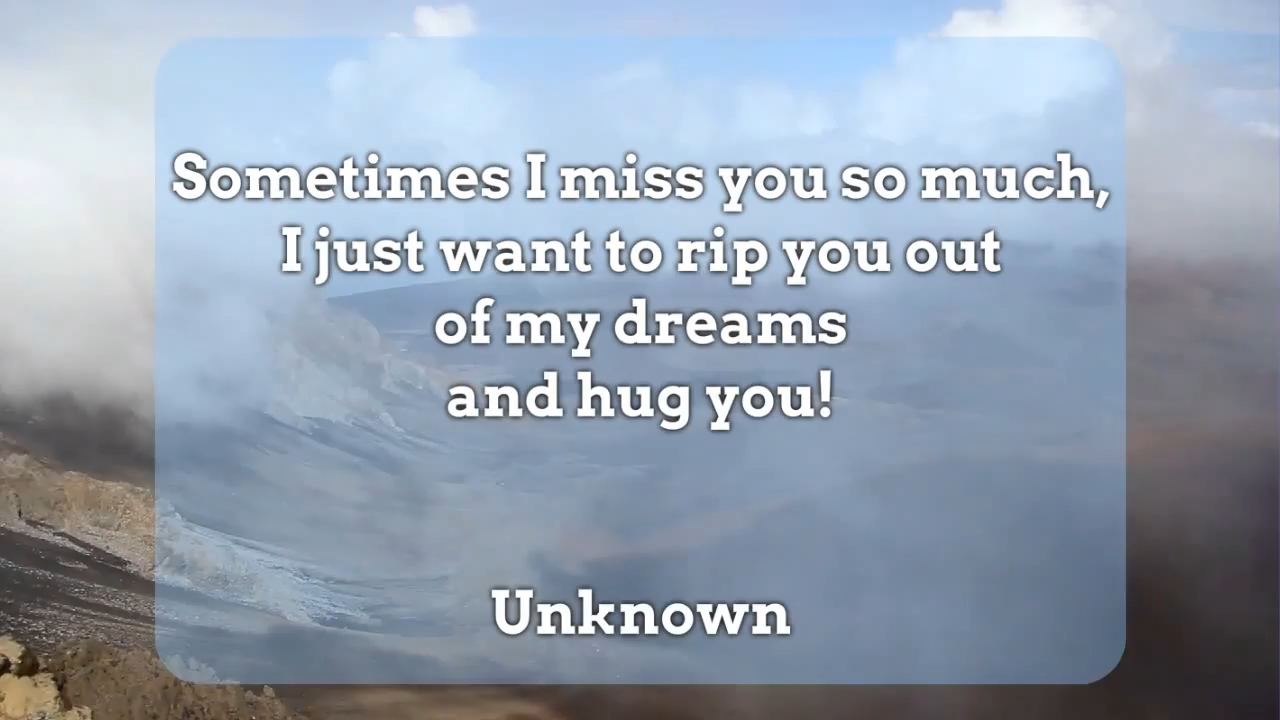 Sometimes I miss you so much,
I just want to rip you out
of my dreams
and hug you!
Unknown